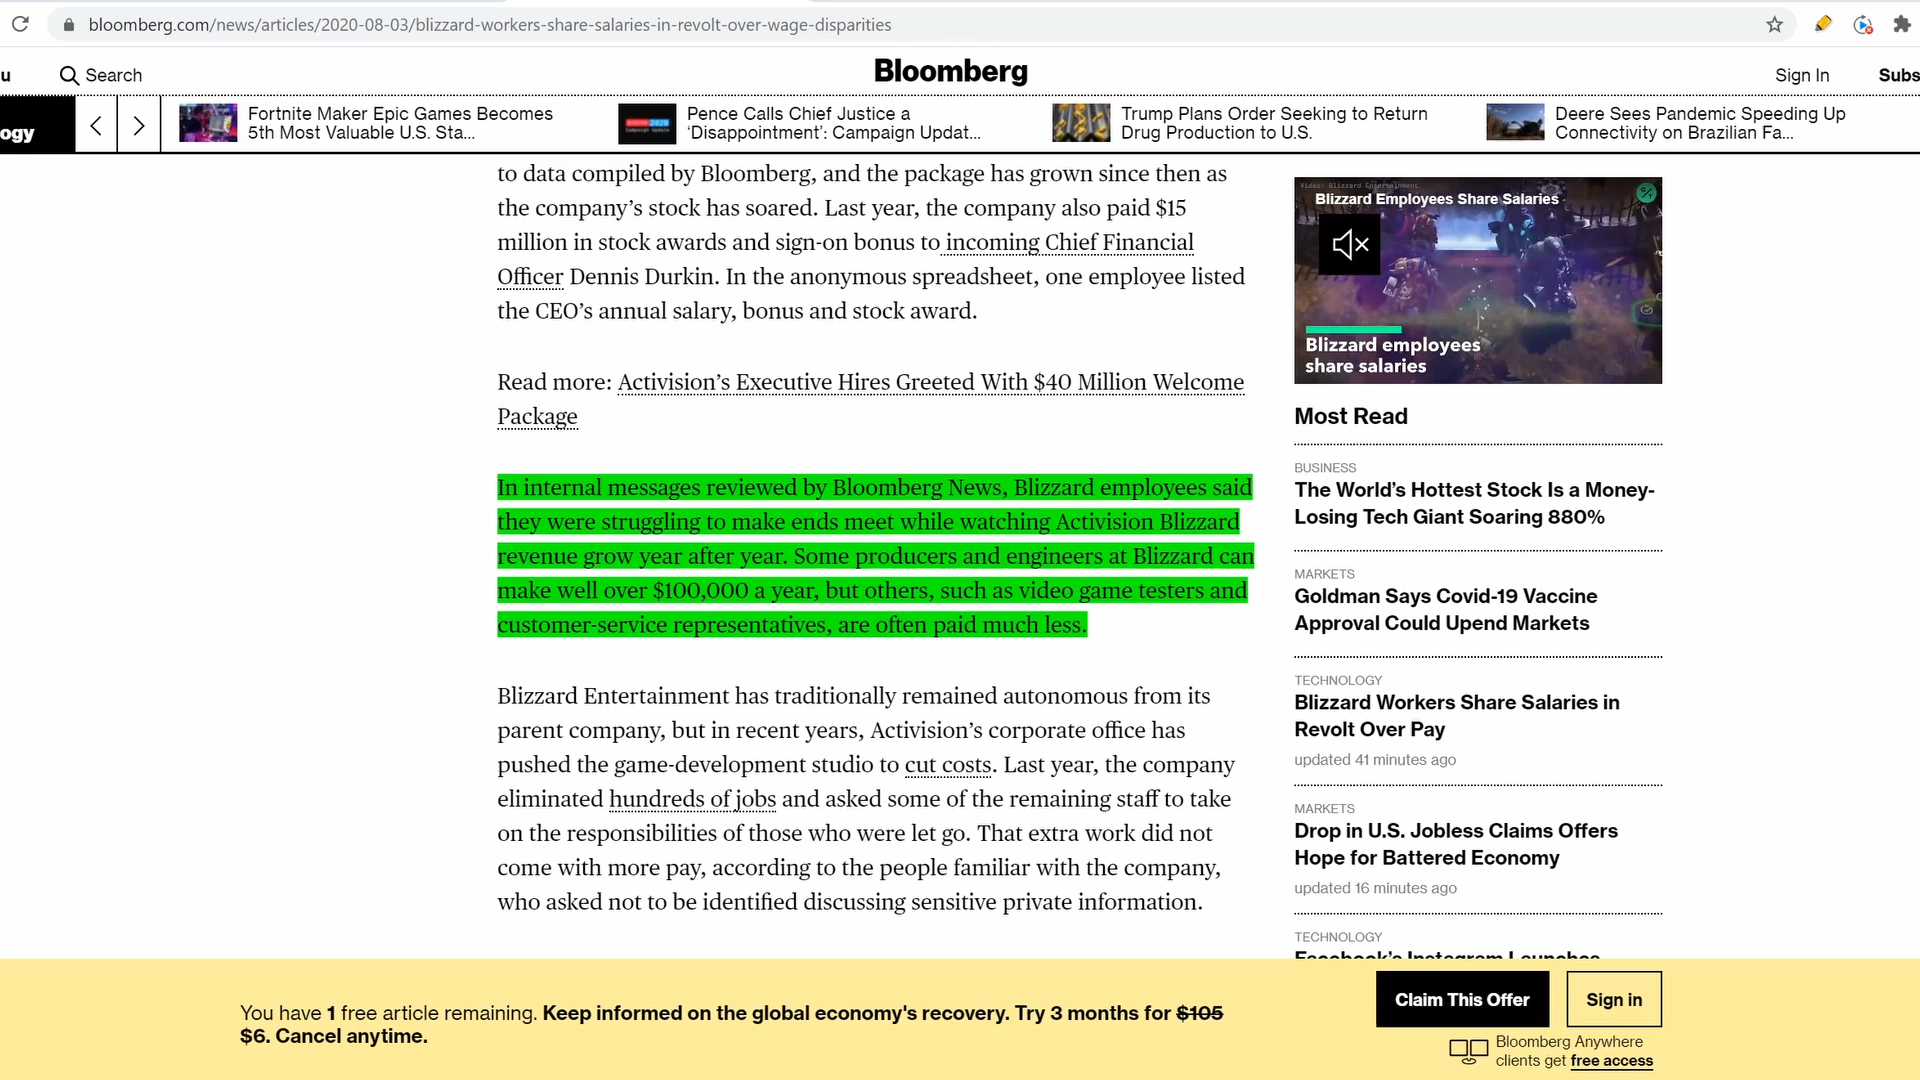 bloomberg.com/news/articles/2020-08-03/blizzard-workers-share-salaries-in-revolt-over-wage-disparities
u
Search
Bloomberg
Sign In
Subs
ogy
Fortnite Maker Epic Games Becomes
5th Most Valuable U.S. Sta...
Pence Calls Chief Justice a
‘Disappointment’: Campaign Updat...
Trump Plans Order Seeking to Return
Drug Production to U.S.
Deere Sees Pandemic Speeding Up
Connectivity on Brazilian Fa...
to data compiled by Bloomberg, and the package has grown since then as
the company’s stock has soared. Last year, the company also paid $15
million in stock awards and sign-on bonus to incoming Chief Financial
Officer Dennis Durkin. In the anonymous spreadsheet, one employee listed
the CEO’s annual salary, bonus and stock award.
Read more: Activision’s Executive Hires Greeted With $40 Million Welcome
Package
In internal messages reviewed by Bloomberg News, Blizzard employees said
they were struggling to make ends meet while watching Activision Blizzard
revenue grow year after year. Some producers and engineers at Blizzard can
make well over $100,000 a year, but others, such as video game testers and
customer-service representatives, are often paid much less.
Blizzard Entertainment has traditionally remained autonomous from its
parent company, but in recent years, Activision’s corporate office has
pushed the game-development studio to cut costs. Last year, the company
eliminated hundreds of jobs and asked some of the remaining staff to take
on the responsibilities of those who were let go. That extra work did not
come with more pay, according to the people familiar with the company,
who asked not to be identified discussing sensitive private information.
Video: Blizzard Entertainment
Blizzard Employees Share Salaries
Blizzard employees
share salaries
Most Read
BUSINESS
The World’s Hottest Stock Is a Money-
Losing Tech Giant Soaring 880%
MARKETS
Goldman Says Covid-19 Vaccine
Approval Could Upend Markets
TECHNOLOGY
Blizzard Workers Share Salaries in
Revolt Over Pay
updated 41 minutes ago
MARKETS
Drop in U.S. Jobless Claims Offers
Hope for Battered Economy
updated 16 minutes ago
TECHNOLOGY
Facebook’s Instagram Launches
You have 1 free article remaining. Keep informed on the global economy's recovery. Try 3 months for $105
$6. Cancel anytime.
Claim This Offer
Sign in
Bloomberg Anywhere
clients get free access